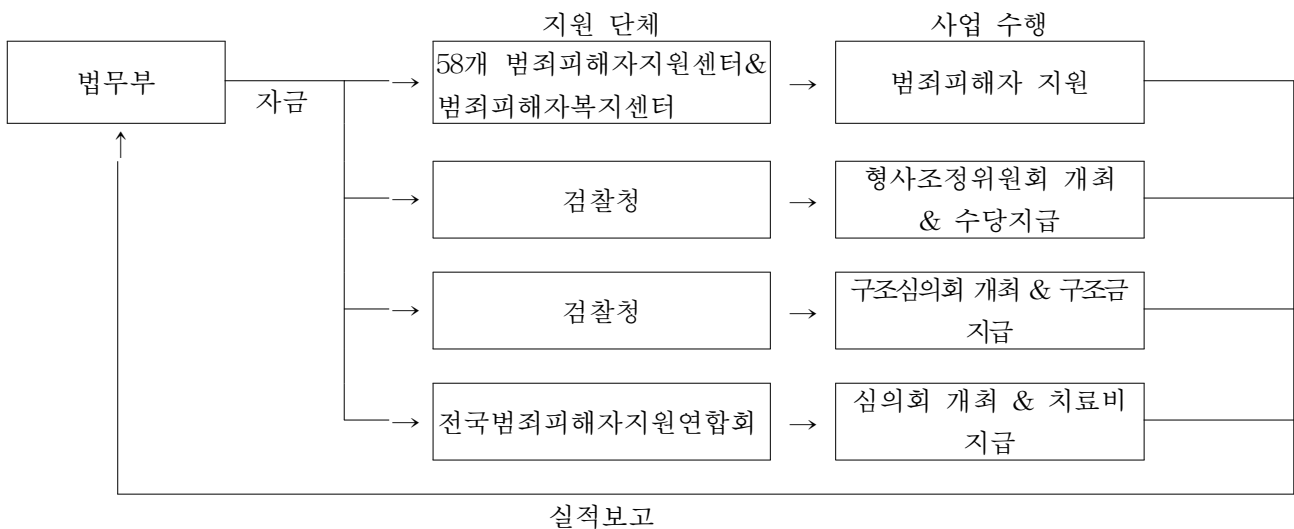 지원 단체
사업 수행
법무부
자금
58개 범죄피해자지원센터&
범죄피해자복지센터
범죄피해자 지원
검찰청
형사조정위원회 개최
& 수당지급
검찰청
구조심의회 개최 & 구조금
지급
전국범죄피해자지원연합회
심의회 개최 & 치료비
지급
실적보고